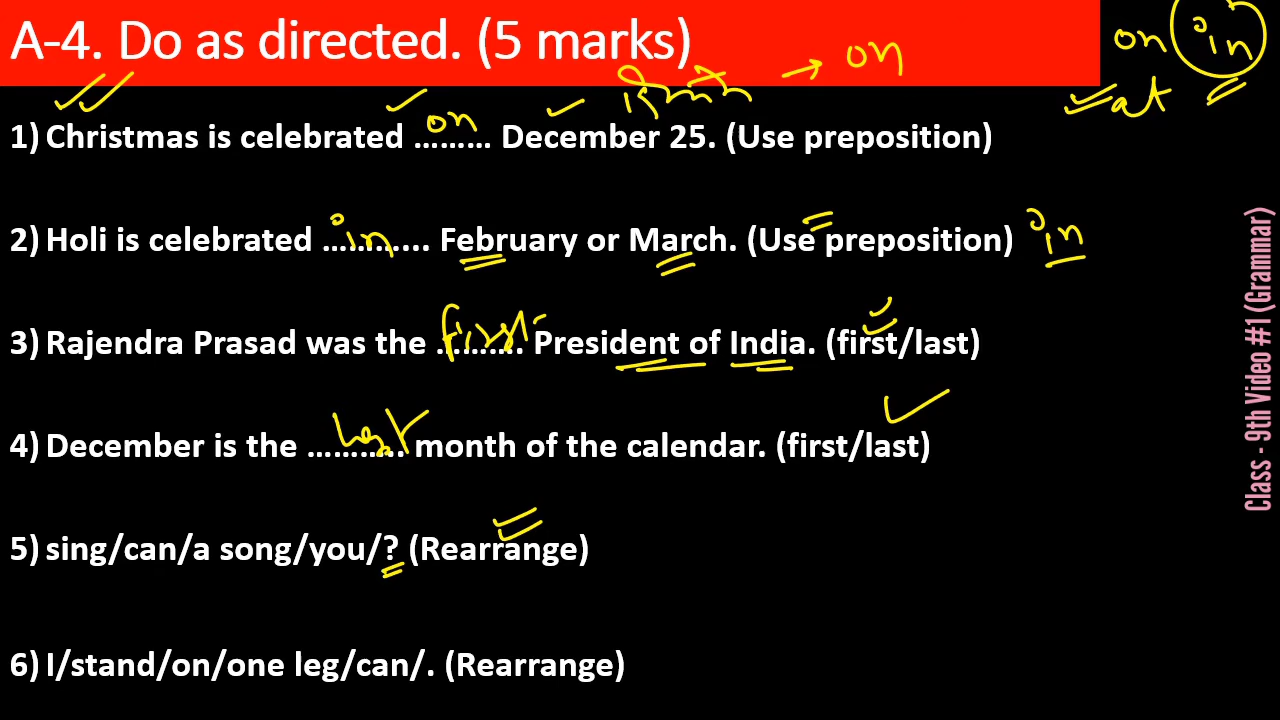 A-4. Do as directed. (5 marks)
→ on
on in
at
on
1) Christmas is celebrated ……… December 25. (Use preposition)
in
2) Holi is celebrated ……….. February or March. (Use preposition) in
first
3) Rajendra Prasad was the ………. President of India. (first/last)
last
4) December is the ……….. month of the calendar. (first/last)
5) sing/can/a song/you/? (Rearrange)
6) I/stand/on/one leg/can/. (Rearrange)
Class - 9th Video #1 (Grammar)